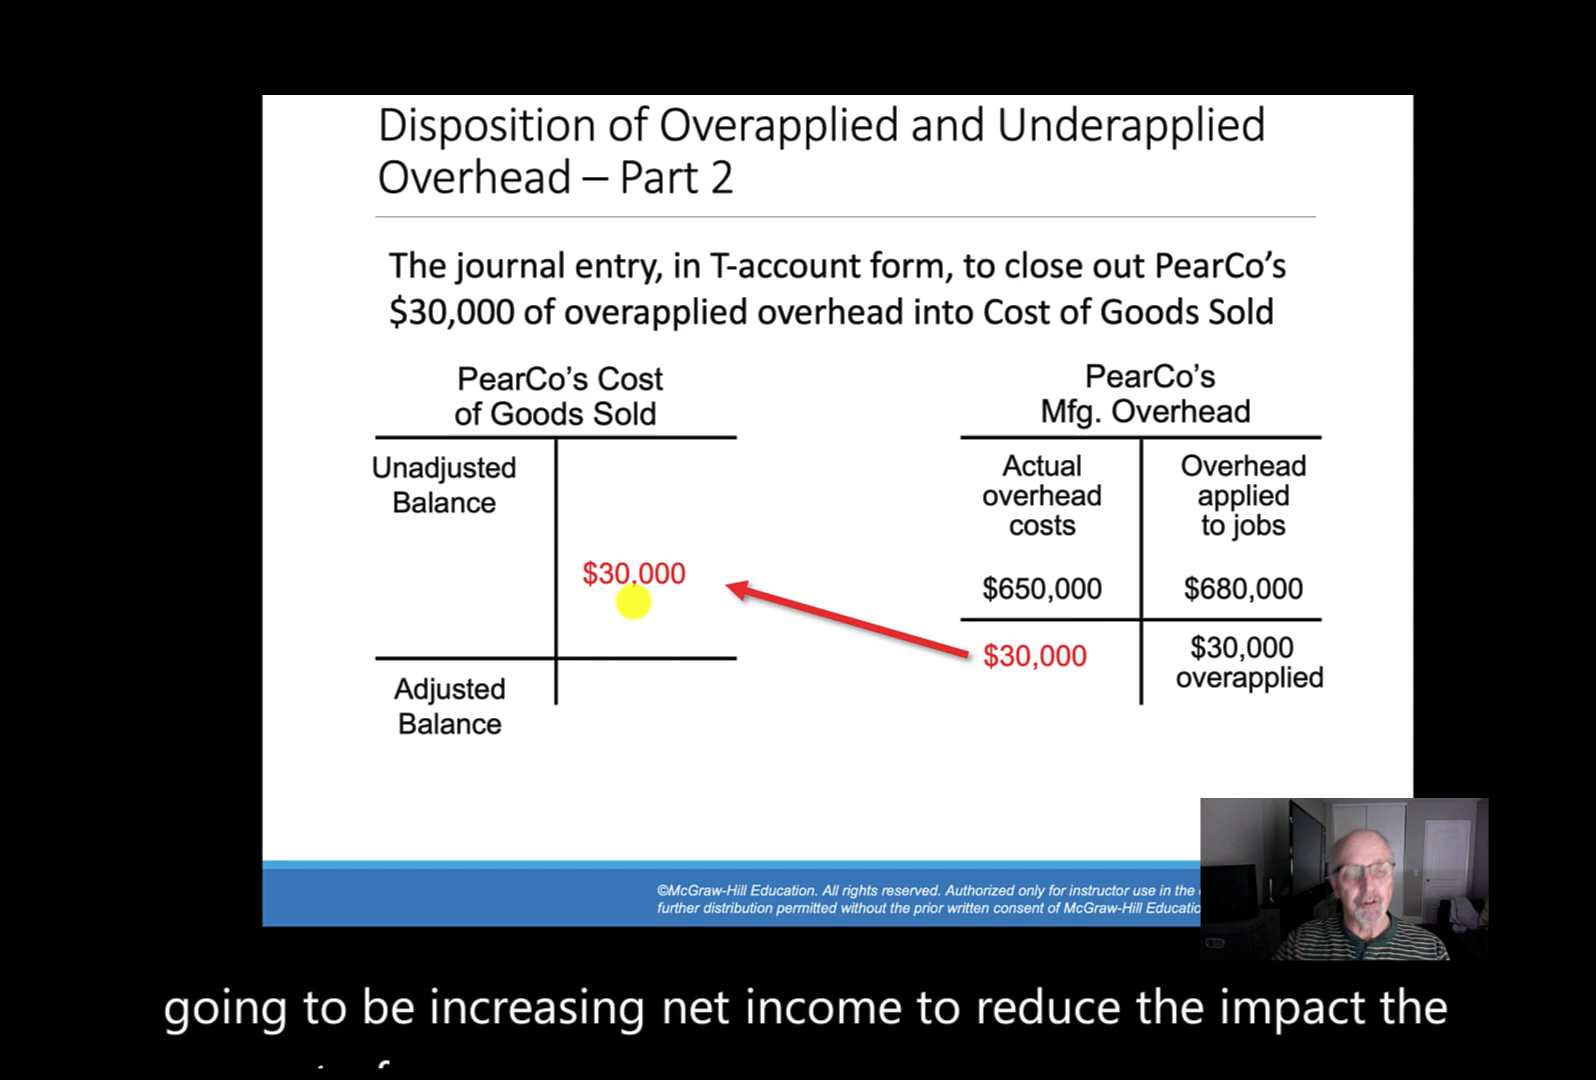 Disposition of Overapplied and Underapplied
Overhead – Part 2
The journal entry, in T-account form, to close out PearCo’s
$30,000 of overapplied overhead into Cost of Goods Sold
PearCo’s Cost
of Goods Sold
Unadjusted
Balance
$30,000
Adjusted
Balance
PearCo’s
Mfg. Overhead
Actual
overhead
costs
$650,000
$30,000
Overhead
applied
to jobs
$680,000
$30,000
overapplied
©McGraw-Hill Education. All rights reserved. Authorized only for instructor use in the
further distribution permitted without the prior written consent of McGraw-Hill
going to be increasing net income to reduce the impact the